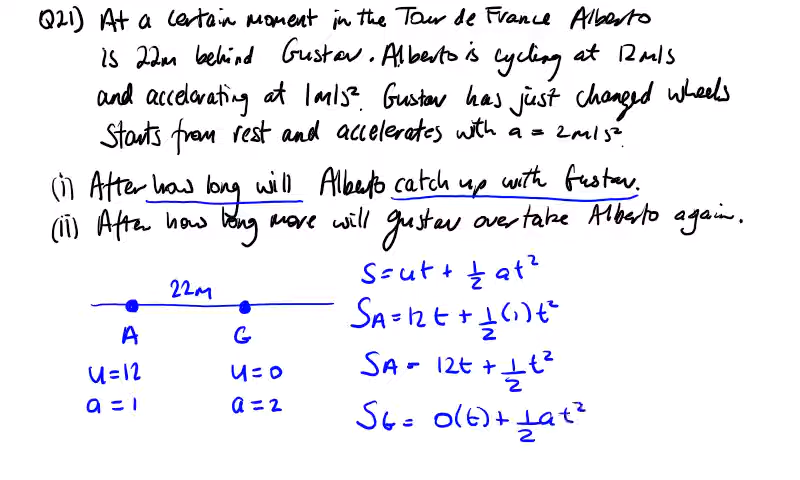 Q21) At a certain moment in the Tour de France Alberto
is 22m behind Gustav. Alberto is cycling at 12m/s
and accelerating at 1m/s². Gustav has just changed wheels
starts from rest and accelerates with a = 2m/s².
(i) After how long will Alberto catch up with Gustav.
(ii) After how long more will gustav overtake Alberto again.
22M
A G
u=12 u=0
a=1 a=2
S=ut + 1/2 at²
SA=12t + 1/2(1)t²
SA = 12t + 1/2t²
SG = 0(t) + 1/2at²